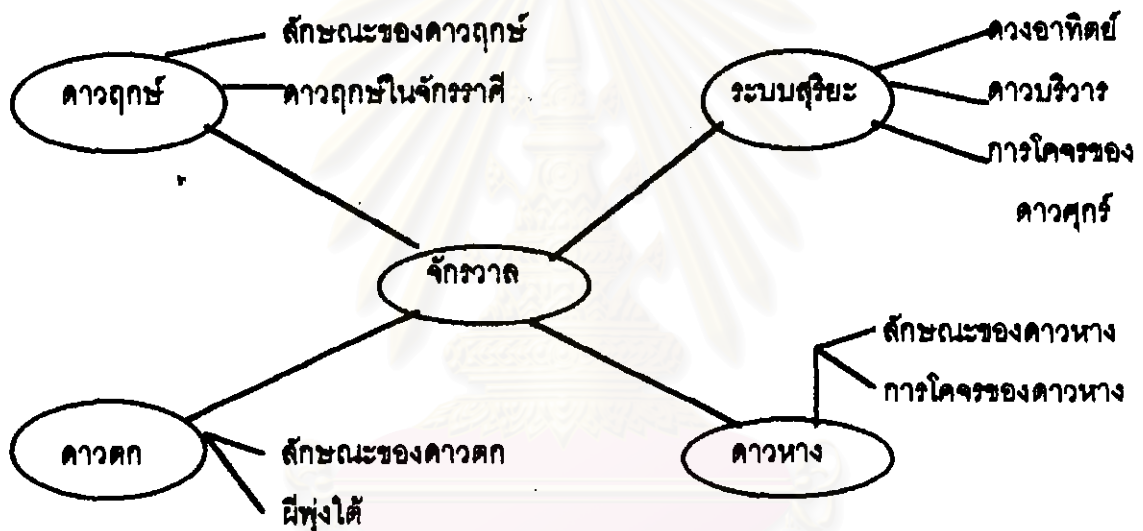 ดาวฤกษ์
ลักษณะของดาวฤกษ์
ดาวฤกษ์ในจักรราศี
ระบบสุริยะ
ดวงอาทิตย์
ดาวบริวาร
การโคจรของ
ดาวศุกร์
จักรวาล
ดาวตก
ลักษณะของดาวตก
ผีพุ่งใต้
ดาวหาง
ลักษณะของดาวหาง
การโคจรของดาวหาง